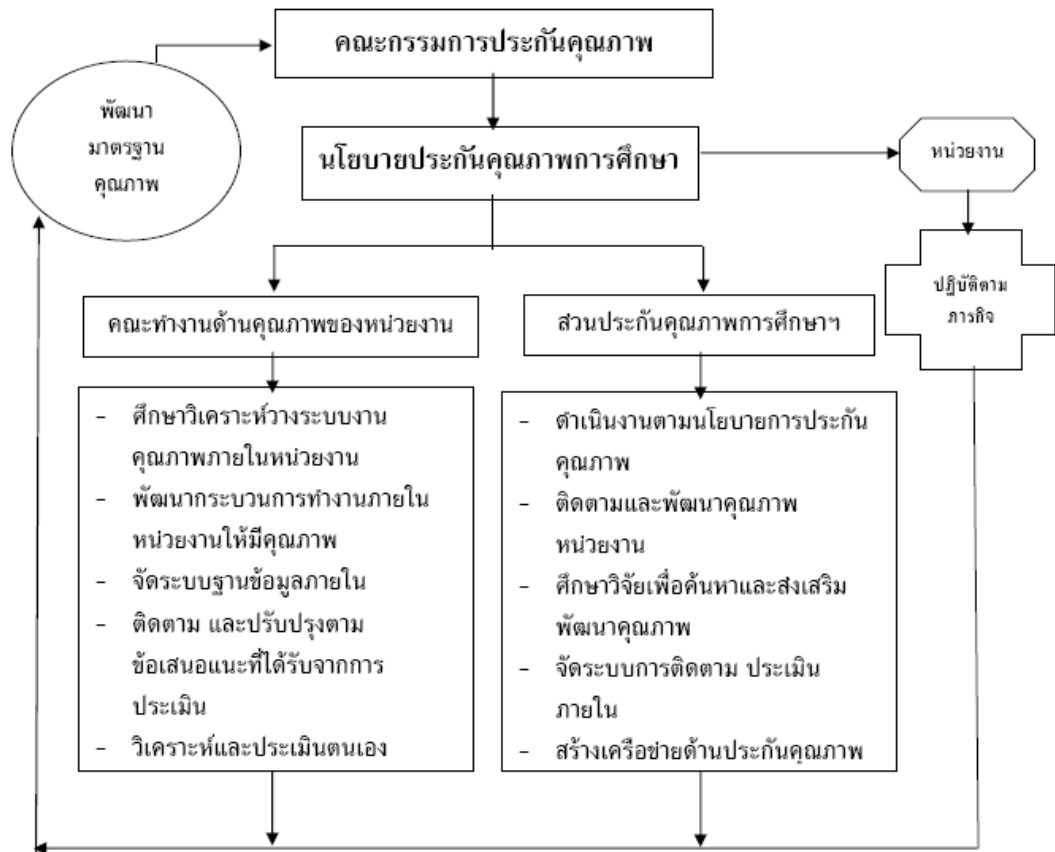 คณะกรรมการประกันคุณภาพ
พัฒนา
มาตรฐาน
คุณภาพ
นโยบายประกันคุณภาพการศึกษา
หน่วยงาน
ปฏิบัติตาม
ภารกิจ
คณะทำงานด้านคุณภาพของหน่วยงาน
ส่วนประกันคุณภาพการศึกษาฯ
- ศึกษาวิเคราะห์วางระบบงาน
คุณภาพภายในหน่วยงาน
- พัฒนากระบวนการทำงานภายใน
หน่วยงานให้มีคุณภาพ
- จัดระบบฐานข้อมูลภายใน
- ติดตาม และปรับปรุงตาม
ข้อเสนอแนะที่ได้รับจากการ
ประเมิน
- วิเคราะห์และประเมินตนเอง
- ดำเนินงานตามนโยบายการประกัน
คุณภาพ
- ติดตามและพัฒนาคุณภาพ
หน่วยงาน
- ศึกษาวิจัยเพื่อค้นหาและส่งเสริม
พัฒนาคุณภาพ
- จัดระบบการติดตาม ประเมิน
ภายใน
- สร้างเครือข่ายด้านประกันคุณภาพ